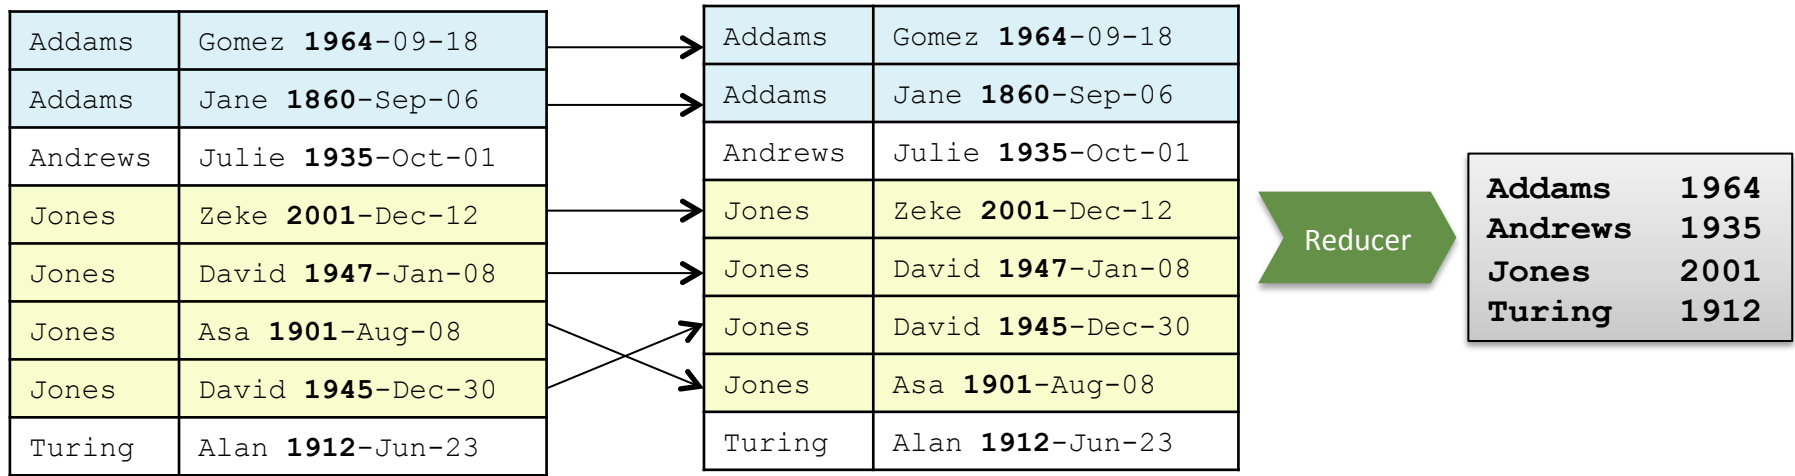 Addams Gomez 1964-09-18
Addams Jane 1860-Sep-06
Andrews Julie 1935-Oct-01
Jones Zeke 2001-Dec-12
Jones David 1947-Jan-08
Jones Asa 1901-Aug-08
Jones David 1945-Dec-30
Turing Alan 1912-Jun-23
Addams Gomez 1964-09-18
Addams Jane 1860-Sep-06
Andrews Julie 1935-Oct-01
Jones Zeke 2001-Dec-12
Jones David 1947-Jan-08
Jones David 1945-Dec-30
Jones Asa 1901-Aug-08
Turing Alan 1912-Jun-23
Reducer
Addams 1964
Andrews 1935
Jones 2001
Turing 1912